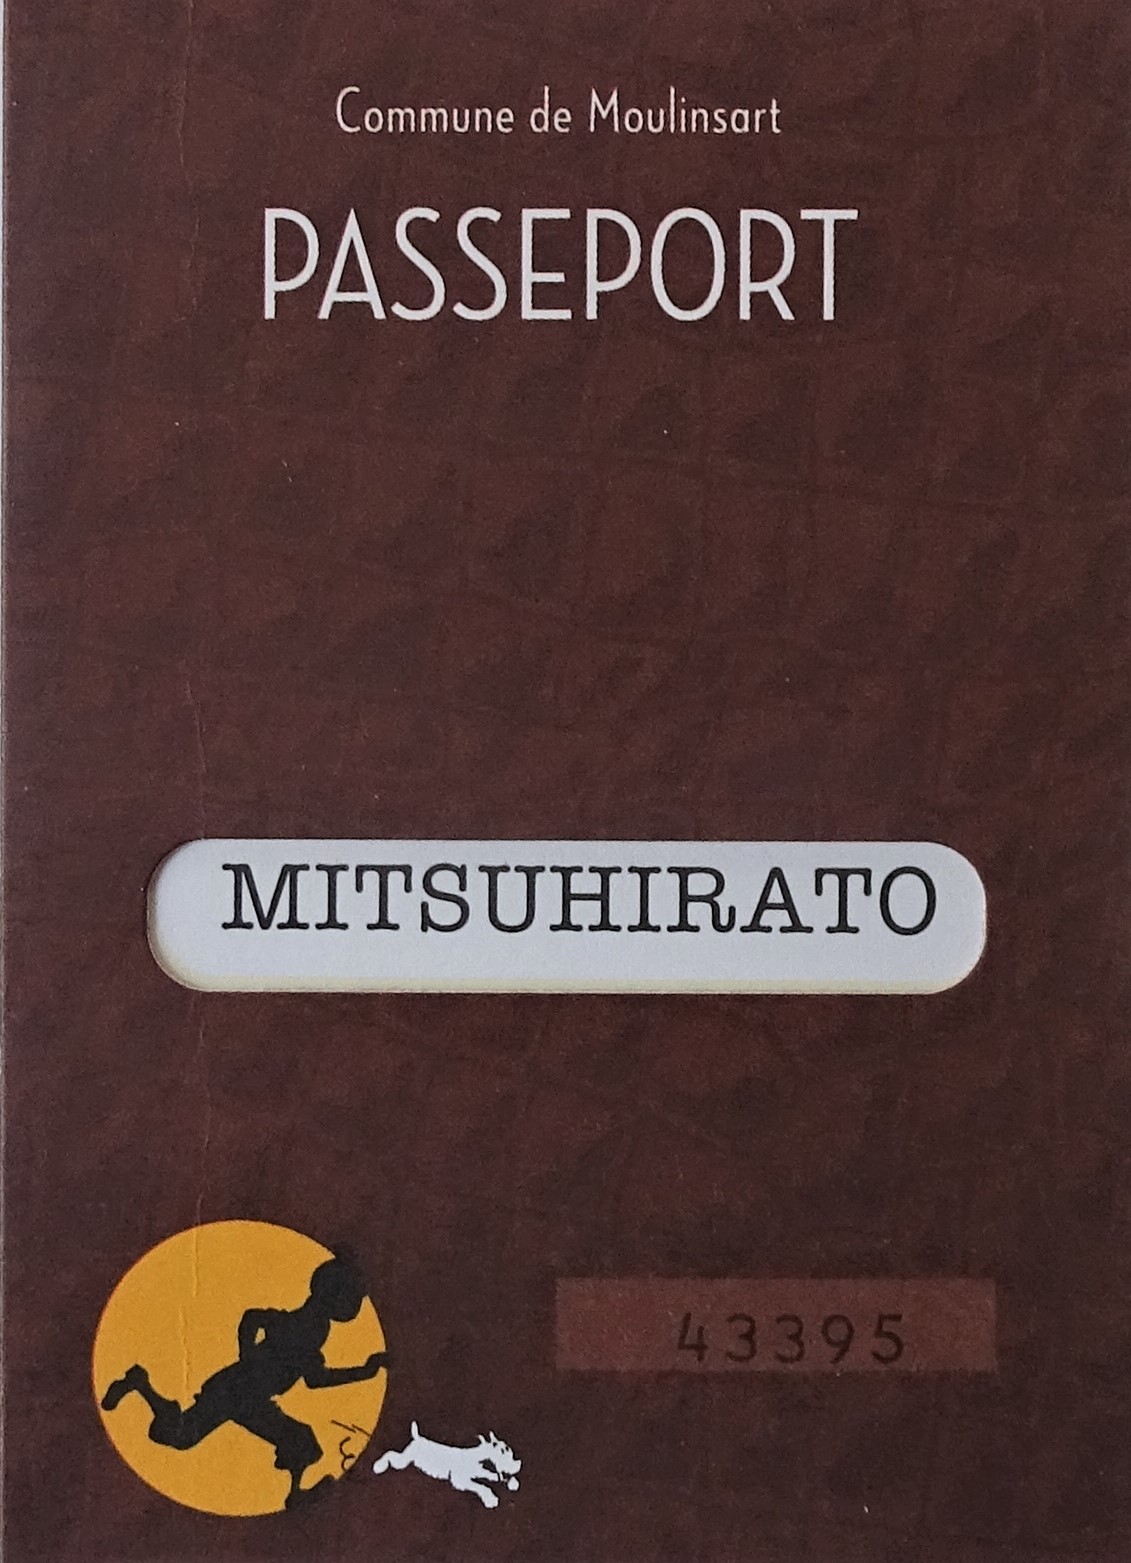 Commune de Moulinsart
PASSEPORT
MITSUHIRATO
43395